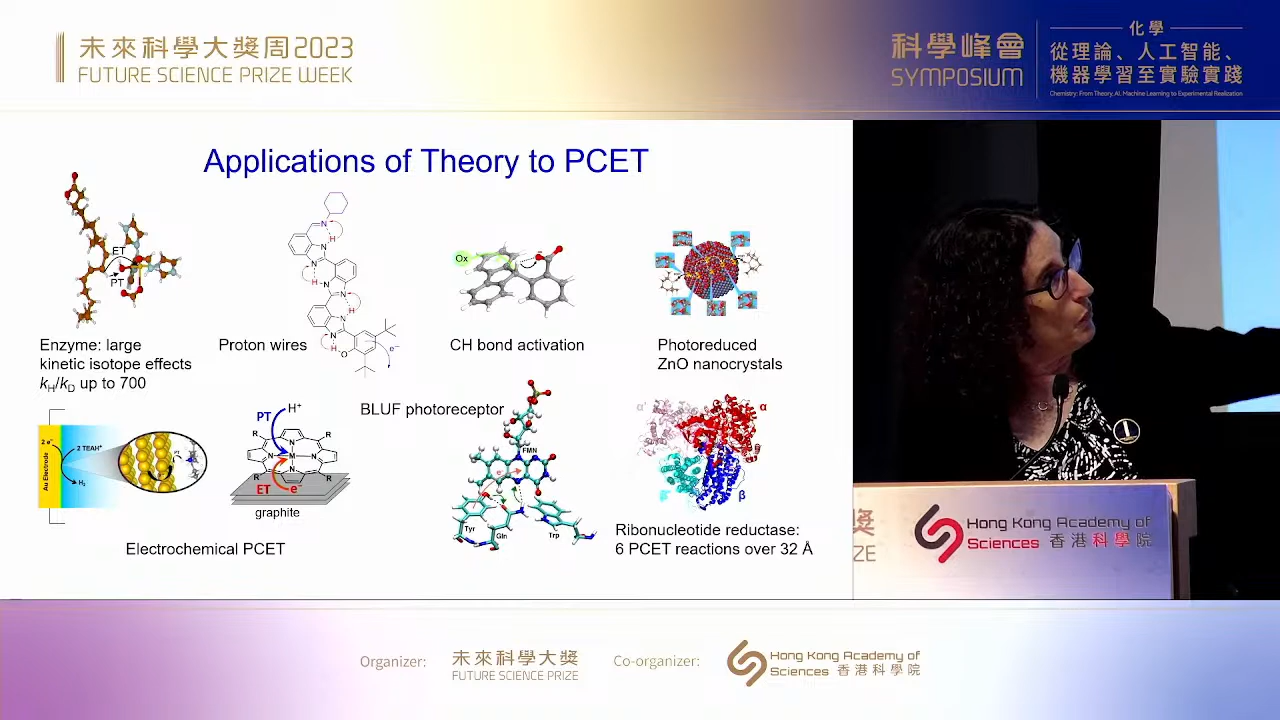 未來科學大獎周2023
FUTURE SCIENCE PRIZE WEEK
科學峰會
SYMPOSIUM
化學
從理論、人工智能、
機器學習至實驗實踐
Chemistry: From Theory, AI, Machine Learning to Experimental Realization
Applications of Theory to PCET
ET
PT
Enzyme: large
kinetic isotope effects
kH/kD up to 700
N
H
N
H
N
N
N
H
N
H
O
e⁻
Proton wires
Ox
CH bond activation
Photoreduced
ZnO nanocrystals
Au Electrode
2 e⁻
2 TEAH⁺
H₂
PT
H⁺
R
R
N
N
M
N
N
R
R
ET
e⁻
graphite
Electrochemical PCET
BLUF photoreceptor
FMN
e⁻
Tyr
Gln
Trp
α'
α
β'
β
Ribonucleotide reductase:
6 PCET reactions over 32 Å
獎
ZE
Hong Kong Academy of
Sciences 香港科學院
Organizer:
未來科學大獎
FUTURE SCIENCE PRIZE
Co-organizer:
Hong Kong Academy of
Sciences 香港科學院